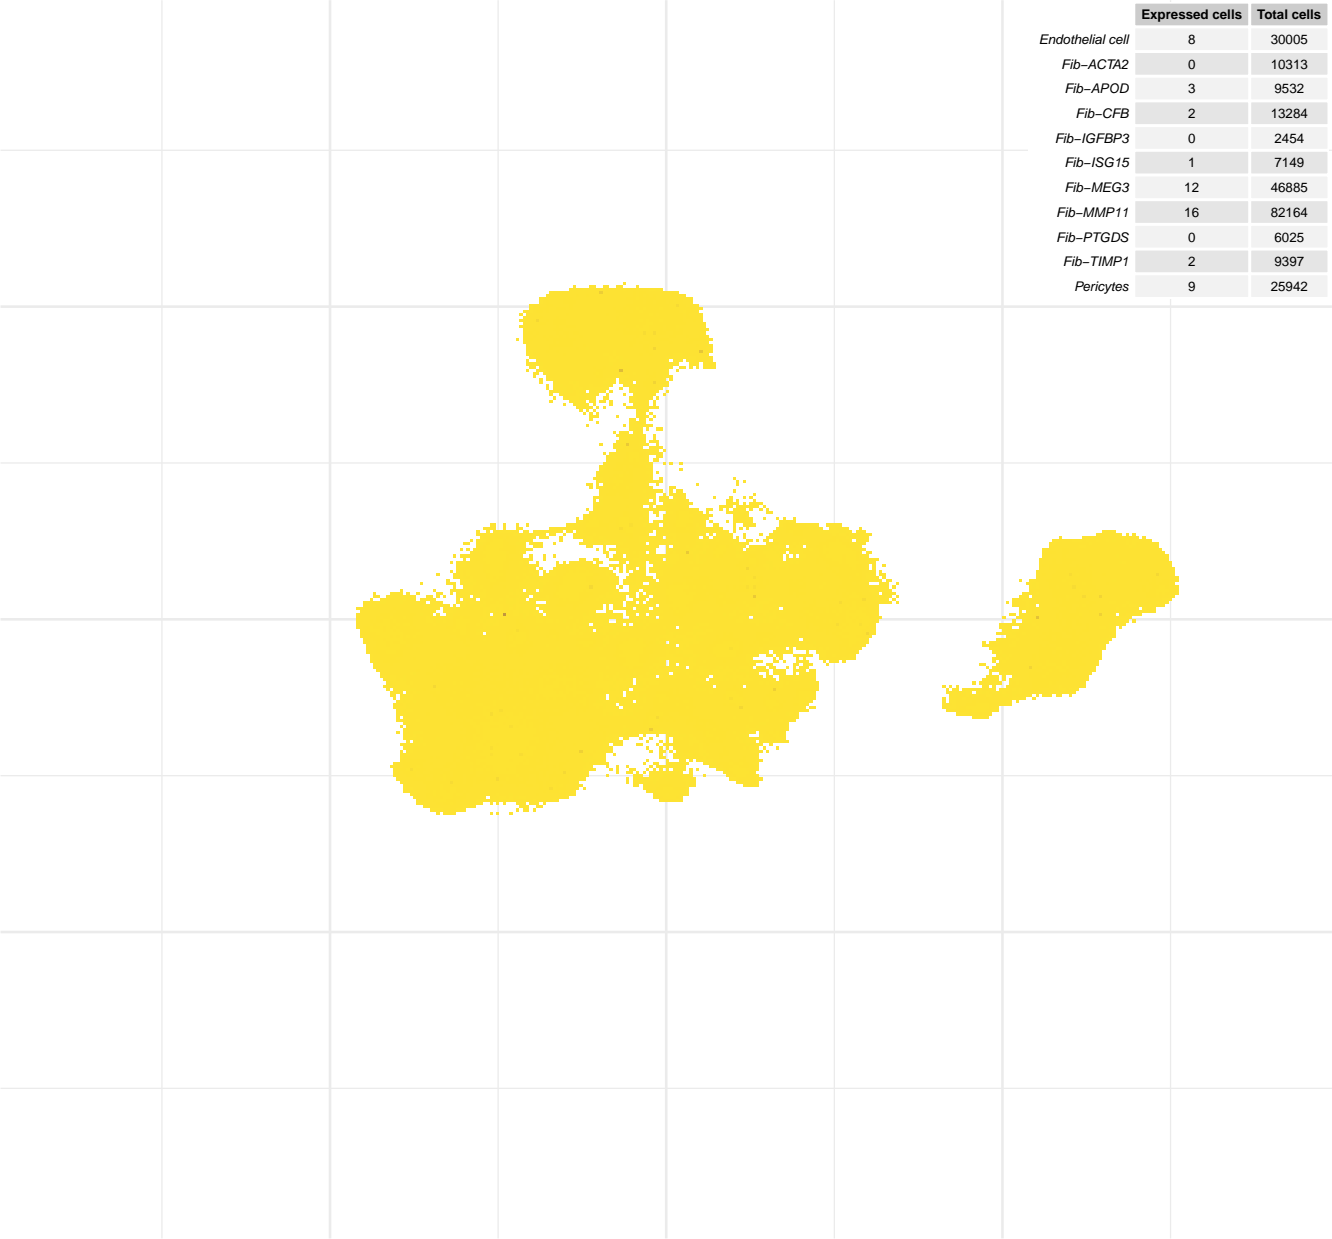 Expressed cells Total cells
Endothelial cell 8 30005
Fib−ACTA2 0 10313
Fib−APOD 3 9532
Fib−CFB 2 13284
Fib−IGFBP3 0 2454
Fib−ISG15 1 7149
Fib−MEG3 12 46885
Fib−MMP11 16 82164
Fib−PTGDS 0 6025
Fib−TIMP1 2 9397
Pericytes 9 25942